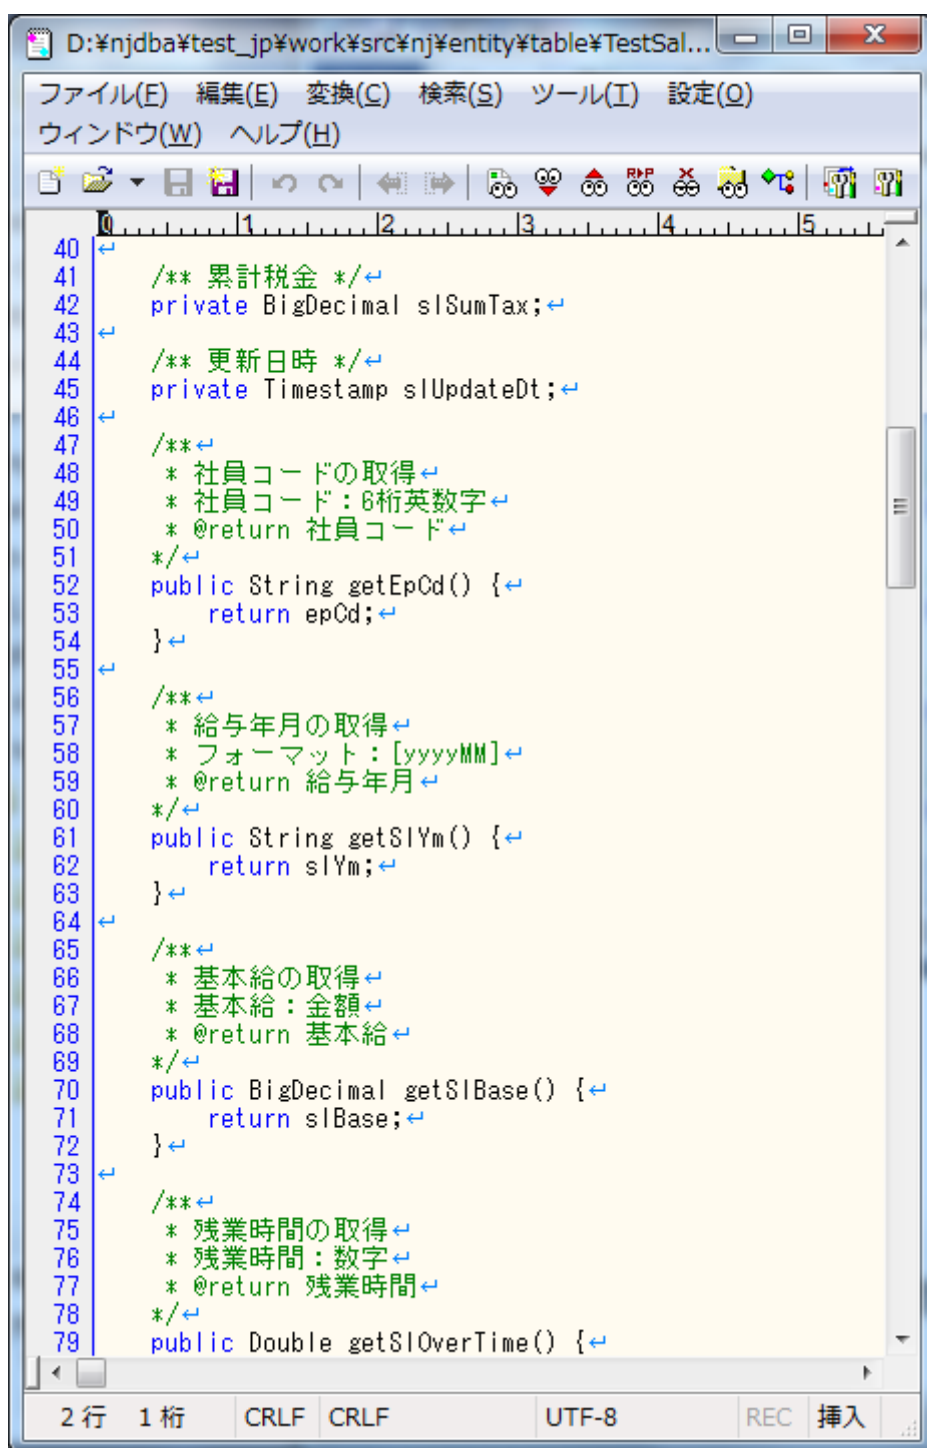 D:¥njdba¥test_jp¥work¥src¥nj¥entity¥table¥TestSal...
ファイル(F) 編集(E) 変換(C) 検索(S) ツール(T) 設定(O)
ウィンドウ(W) ヘルプ(H)
0 1 2 3 4 5
40 ↵
41 /** 累計税金 */↵
42 private BigDecimal slSumTax;↵
43 ↵
44 /** 更新日時 */↵
45 private Timestamp slUpdateDt;↵
46 ↵
47 /**↵
48 * 社員コードの取得↵
49 * 社員コード：6桁英数字↵
50 * @return 社員コード↵
51 */↵
52 public String getEpCd() {↵
53 return epCd;↵
54 }↵
55 ↵
56 /**↵
57 * 給与年月の取得↵
58 * フォーマット：[yyyyMM]↵
59 * @return 給与年月↵
60 */↵
61 public String getSlYm() {↵
62 return slYm;↵
63 }↵
64 ↵
65 /**↵
66 * 基本給の取得↵
67 * 基本給：金額↵
68 * @return 基本給↵
69 */↵
70 public BigDecimal getSlBase() {↵
71 return slBase;↵
72 }↵
73 ↵
74 /**↵
75 * 残業時間の取得↵
76 * 残業時間：数字↵
77 * @return 残業時間↵
78 */↵
79 public Double getSlOverTime() {↵
2 行 1 桁 CRLF CRLF UTF-8 REC 挿入